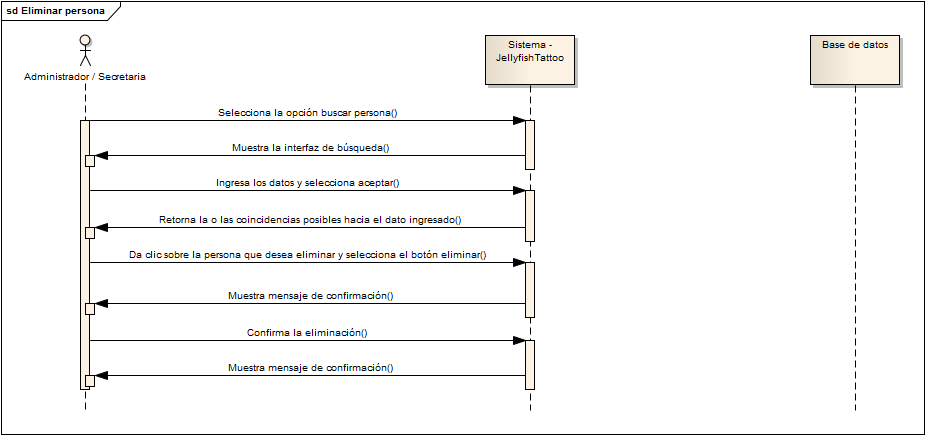 sd Eliminar persona
Administrador / Secretaria
Sistema -
JellyfishTattoo
Base de datos
Selecciona la opción buscar persona()
Muestra la interfaz de búsqueda()
Ingresa los datos y selecciona aceptar()
Retorna la o las coincidencias posibles hacia el dato ingresado()
Da clic sobre la persona que desea eliminar y selecciona el botón eliminar()
Muestra mensaje de confirmación()
Confirma la eliminación()
Muestra mensaje de confirmación()